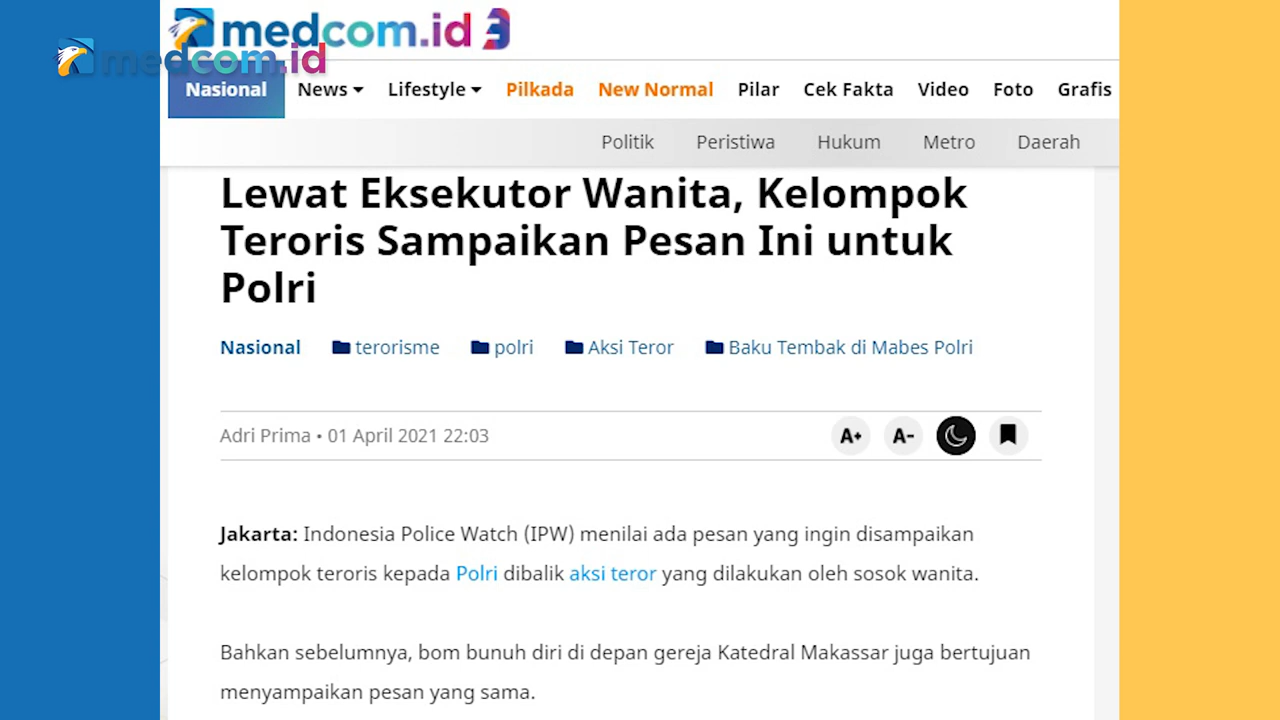 medcom.id
medcom.id
Nasional News Lifestyle Pilkada New Normal Pilar Cek Fakta Video Foto Grafis
Politik Peristiwa Hukum Metro Daerah
Lewat Eksekutor Wanita, Kelompok
Teroris Sampaikan Pesan Ini untuk
Polri
Nasional terorisme polri Aksi Teror Baku Tembak di Mabes Polri
Adri Prima • 01 April 2021 22:03 A+ A-
Jakarta: Indonesia Police Watch (IPW) menilai ada pesan yang ingin disampaikan
kelompok teroris kepada Polri dibalik aksi teror yang dilakukan oleh sosok wanita.
Bahkan sebelumnya, bom bunuh diri di depan gereja Katedral Makassar juga bertujuan
menyampaikan pesan yang sama.